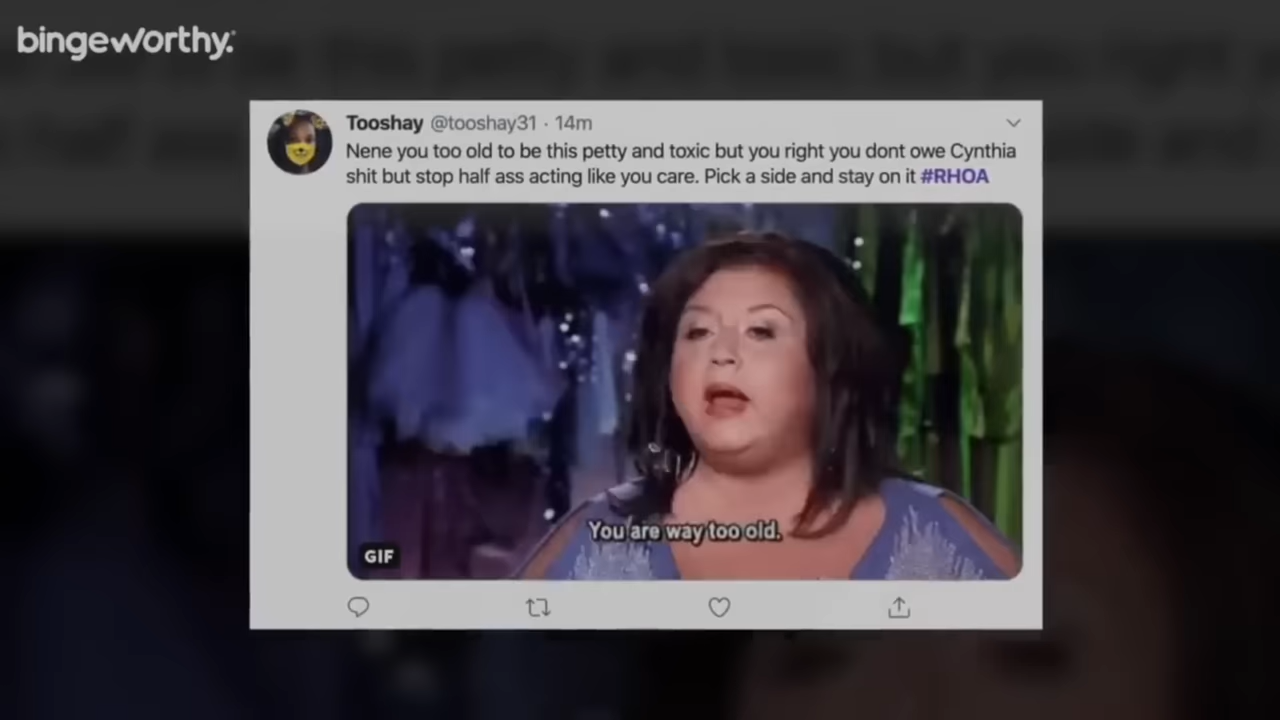 bingeworthy.
Tooshay @tooshay31 · 14m
Nene you too old to be this petty and toxic but you right you dont owe Cynthia
shit but stop half ass acting like you care. Pick a side and stay on it #RHOA
You are way too old.
GIF